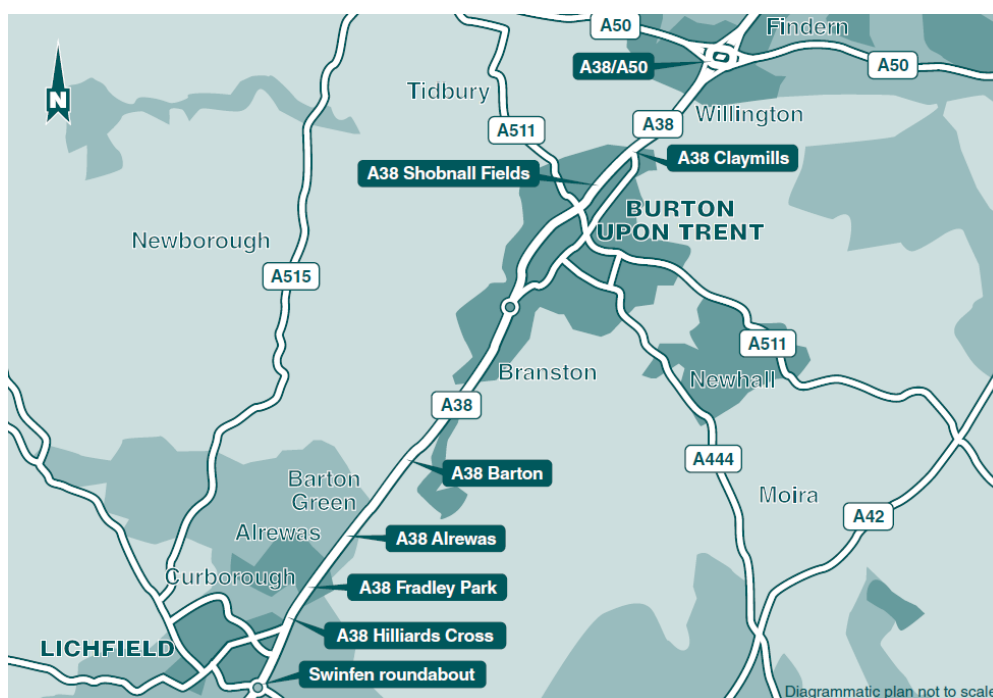 A50
Findern
A38/A50
A50
Tidbury
A38
Willington
A511
A38 Claymills
A38 Shobnall Fields
BURTON
UPON TRENT
Newborough
A515
A511
Branston
Newhall
A38
A444
A38 Barton
Barton
Green
Moira
A42
Alrewas
A38 Alrewas
Curborough
A38 Fradley Park
A38 Hilliards Cross
LICHFIELD
Swinfen roundabout
Diagrammatic plan not to scale
N